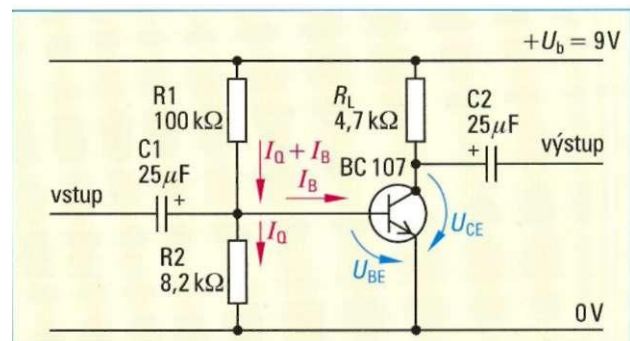 +U_b = 9V
R1
100 kΩ
R_L
4,7 kΩ
C2
25 μF
+
výstup
C1
25 μF
+
vstup
I_Q + I_B
I_B
BC 107
I_Q
U_CE
U_BE
R2
8,2 kΩ
0 V